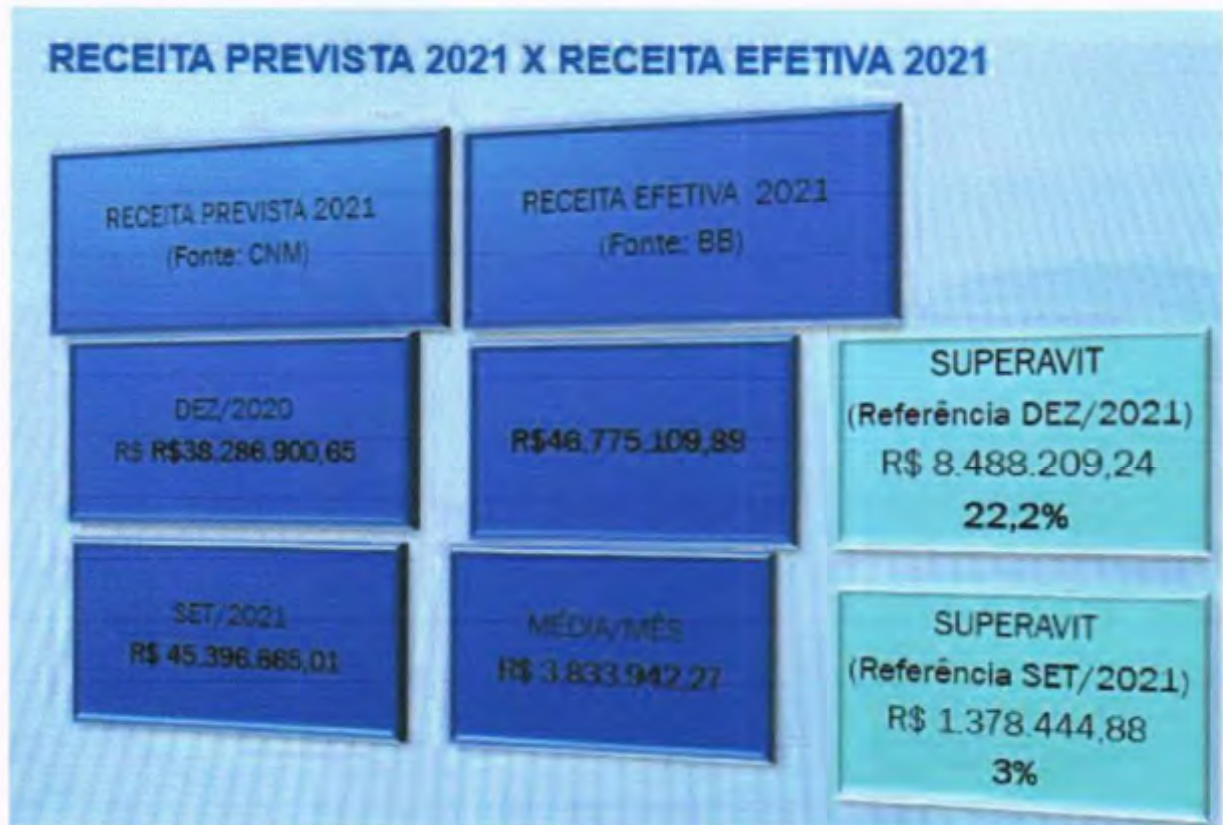 RECEITA PREVISTA 2021 X RECEITA EFETIVA 2021
RECEITA PREVISTA 2021
(Fonte: CNM)
RECEITA EFETIVA 2021
(Fonte: BB)
DEZ/2020
R$ R$38.286.900,65
R$46.775.109,89
SUPERAVIT
(Referência DEZ/2021)
R$ 8.488.209,24
22,2%
SET/2021
R$ 45.396.665,01
MÉDIA/MÊS
R$ 3.833.942,27
SUPERAVIT
(Referência SET/2021)
R$ 1.378.444,88
3%